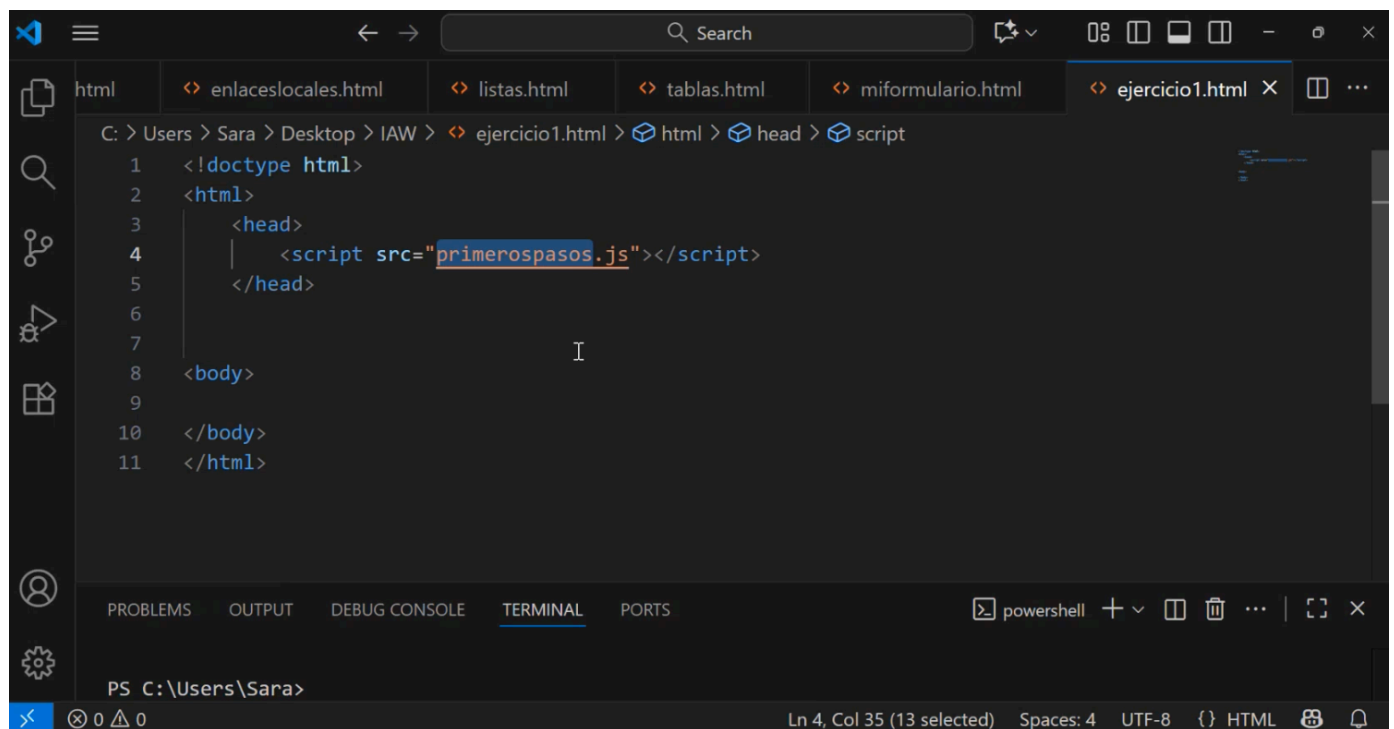 Search
html
enlaceslocales.html
listas.html
tablas.html
miformulario.html
ejercicio1.html
C: > Users > Sara > Desktop > IAW > ejercicio1.html > html > head > script
1 <!doctype html>
2 <html>
3 <head>
4 <script src="primerospasos.js"></script>
5 </head>
6
7
8 <body>
9
10 </body>
11 </html>
PROBLEMS OUTPUT DEBUG CONSOLE TERMINAL PORTS
powershell
PS C:\Users\Sara>
0 0
Ln 4, Col 35 (13 selected) Spaces: 4 UTF-8 {} HTML